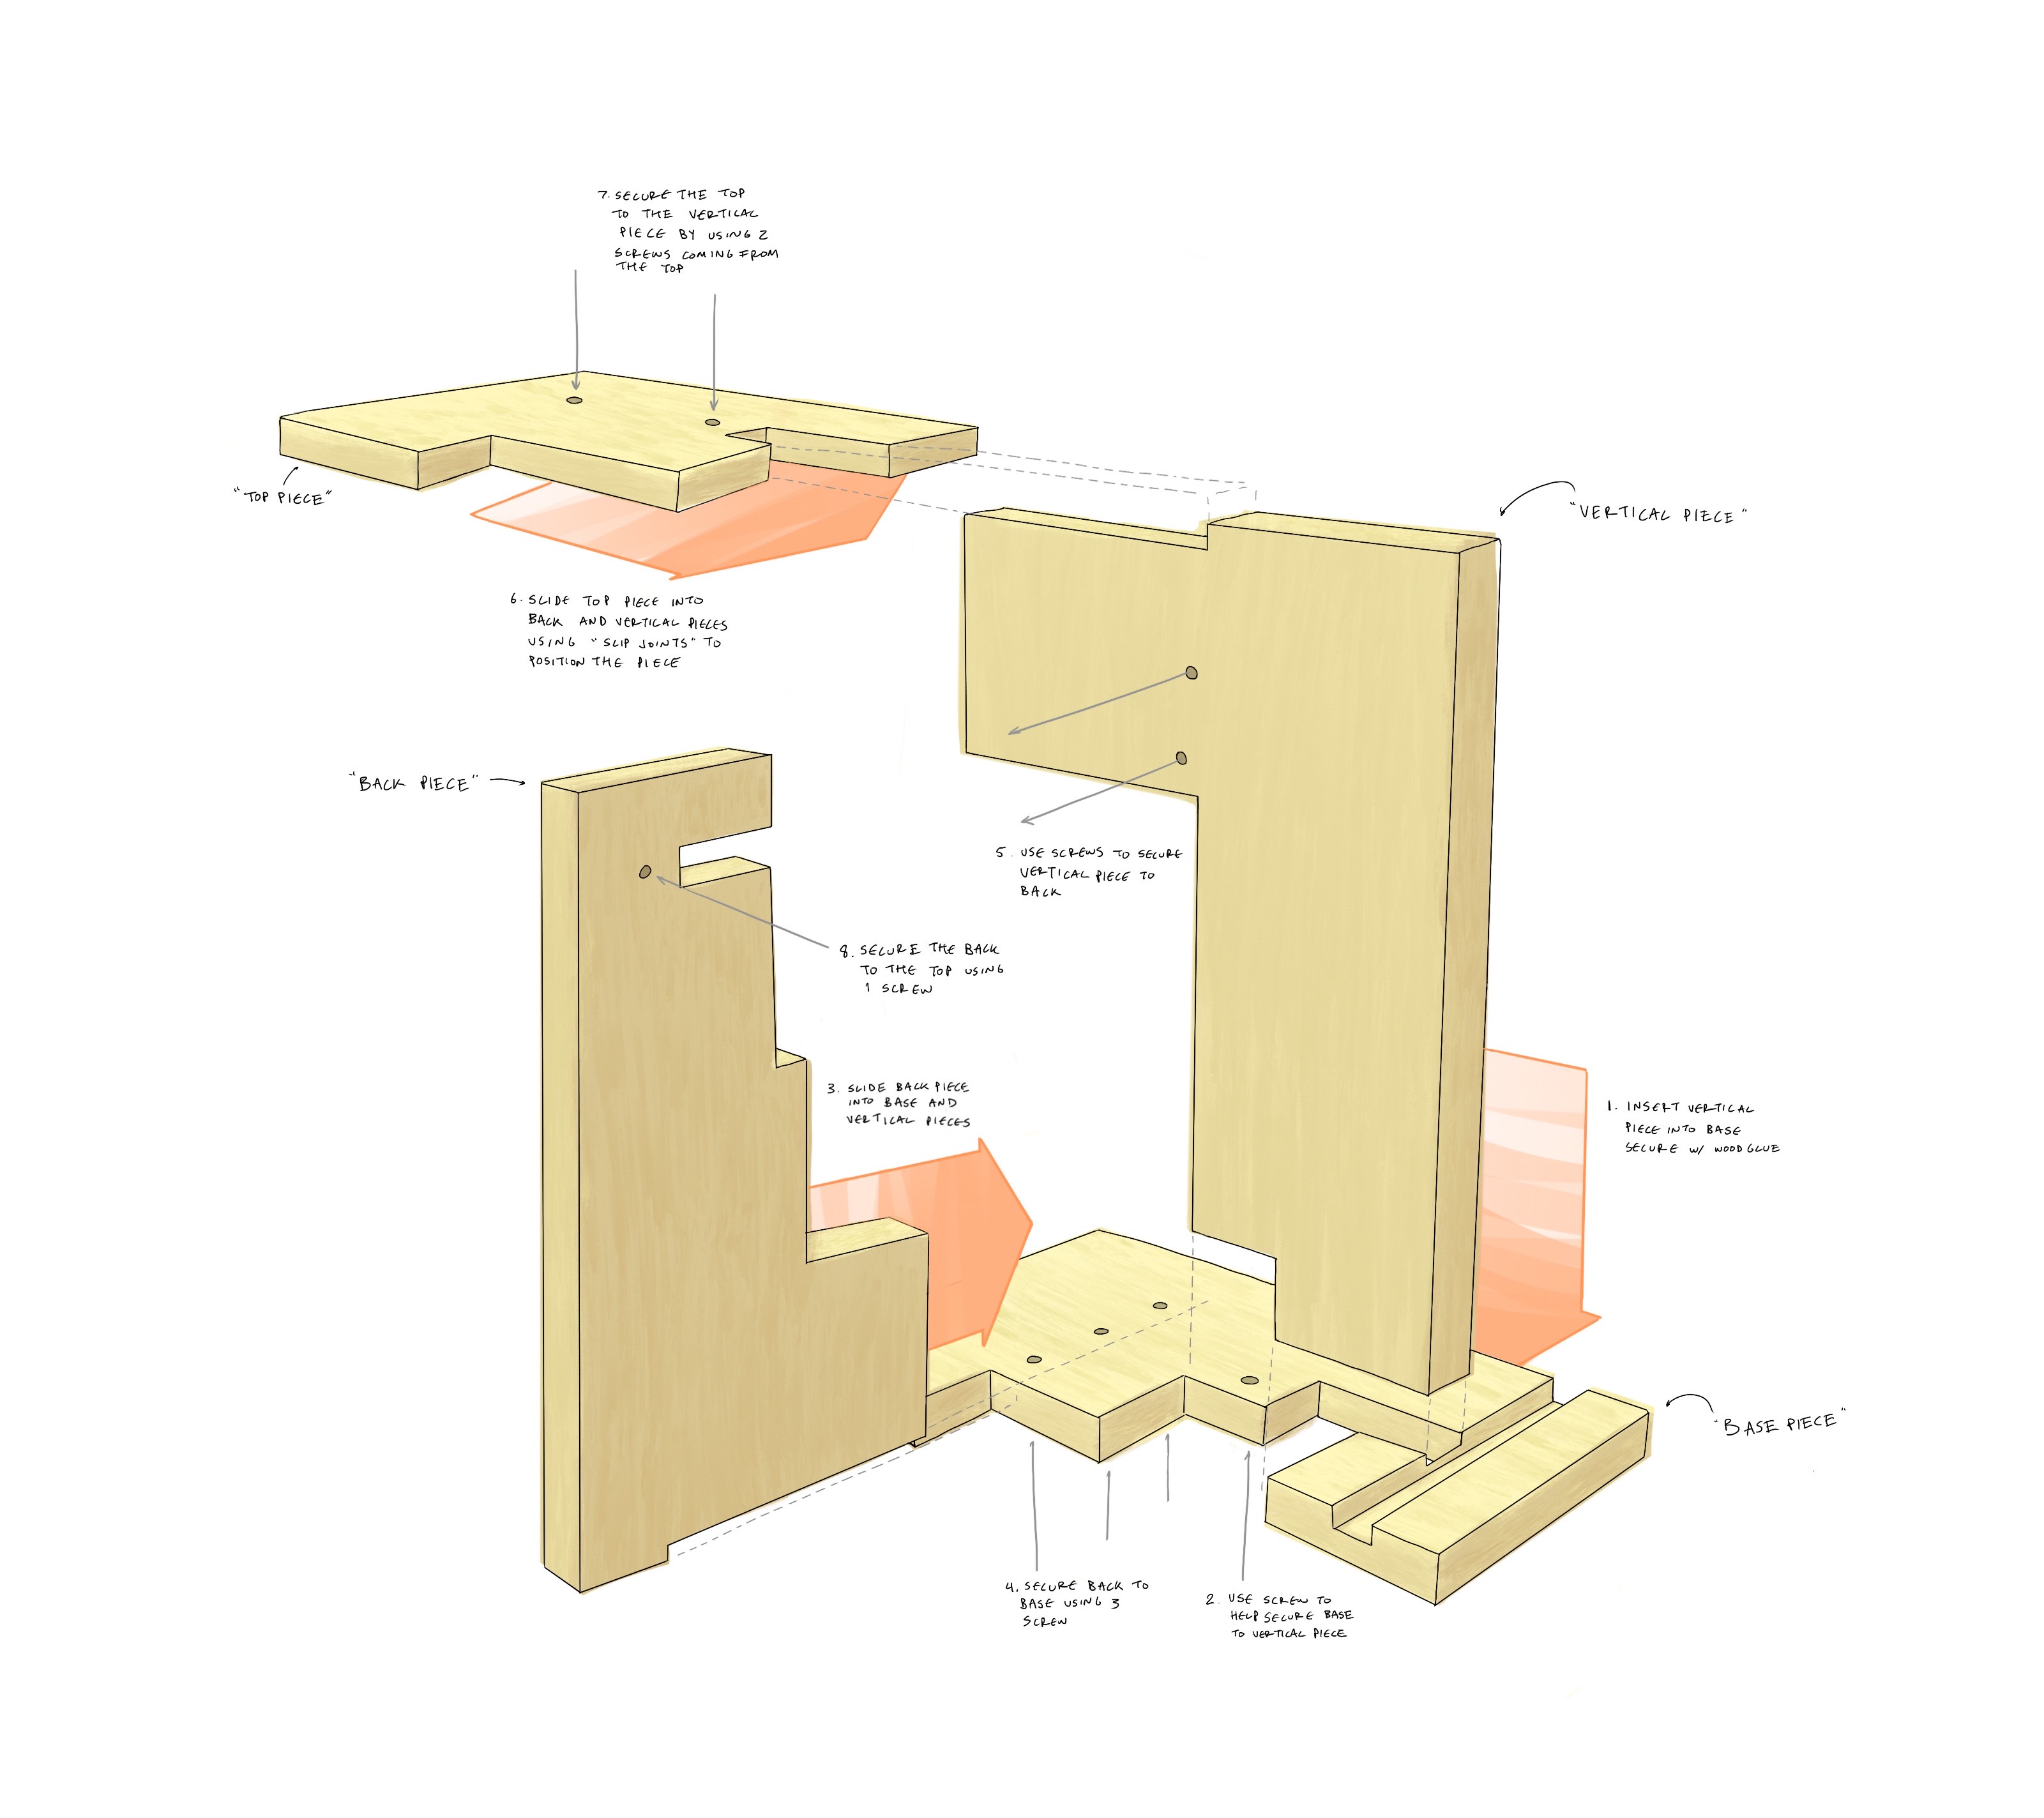 7. SECURE THE TOP
TO THE VERTICAL
PIECE BY USING 2
SCREWS COMING FROM
THE TOP
"TOP PIECE"
"VERTICAL PIECE"
6. SLIDE TOP PIECE INTO
BACK AND VERTICAL PIECES
USING "SLIP JOINTS" TO
POSITION THE PIECE
"BACK PIECE"
5. USE SCREWS TO SECURE
VERTICAL PIECE TO
BACK
8. SECURE THE BACK
TO THE TOP USING
1 SCREW
3. SLIDE BACK PIECE
INTO BASE AND
VERTICAL PIECES
1. INSERT VERTICAL
PIECE INTO BASE
SECURE W/ WOODGLUE
"BASE PIECE"
4. SECURE BACK TO
BASE USING 3
SCREW
2. USE SCREW TO
HELP SECURE BASE
TO VERTICAL PIECE